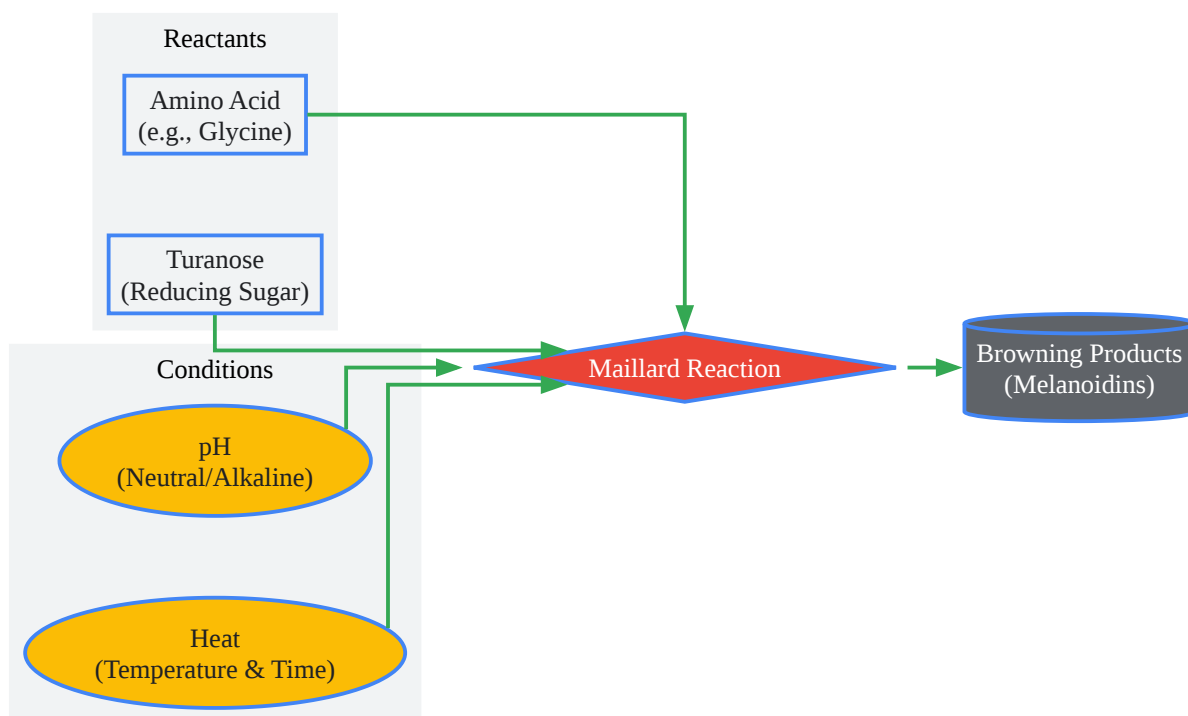 Reactants
Amino Acid
(e.g., Glycine)
Turanose
(Reducing Sugar)
Conditions
pH
(Neutral/Alkaline)
Heat
(Temperature & Time)
Maillard Reaction
Browning Products
(Melanoidins)